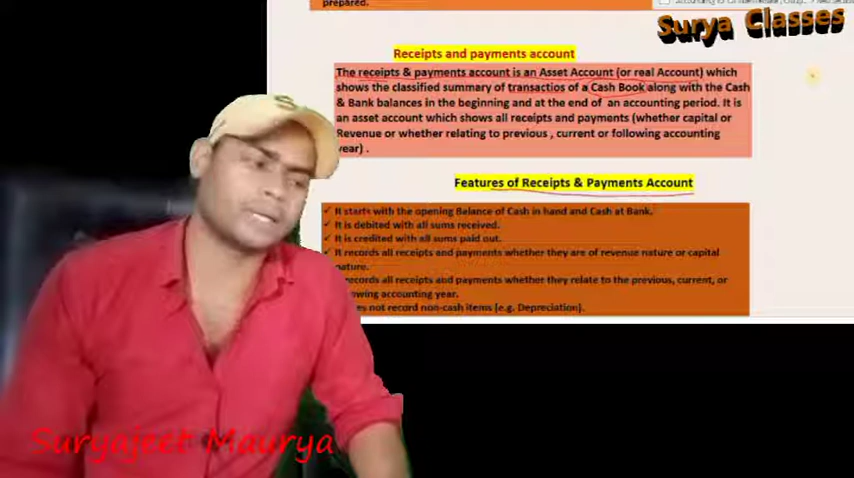 prepared.
Surya Classes
Receipts and payments account
The receipts & payments account is an Asset Account (or real Account) which
shows the classified summary of transactios of a Cash Book along with the Cash
& Bank balances in the beginning and at the end of an accounting period. It is
an asset account which shows all receipts and payments (whether capital or
Revenue or whether relating to previous , current or following accounting
year) .
Features of Receipts & Payments Account
✓ It starts with the opening Balance of Cash in hand and Cash at Bank.
✓ It is debited with all sums received.
✓ It is credited with all sums paid out.
✓ It records all receipts and payments whether they are of revenue nature or capital
nature.
records all receipts and payments whether they relate to the previous, current, or
owing accounting year.
es not record non-cash items (e.g. Depreciation).
Suryajeet Maurya